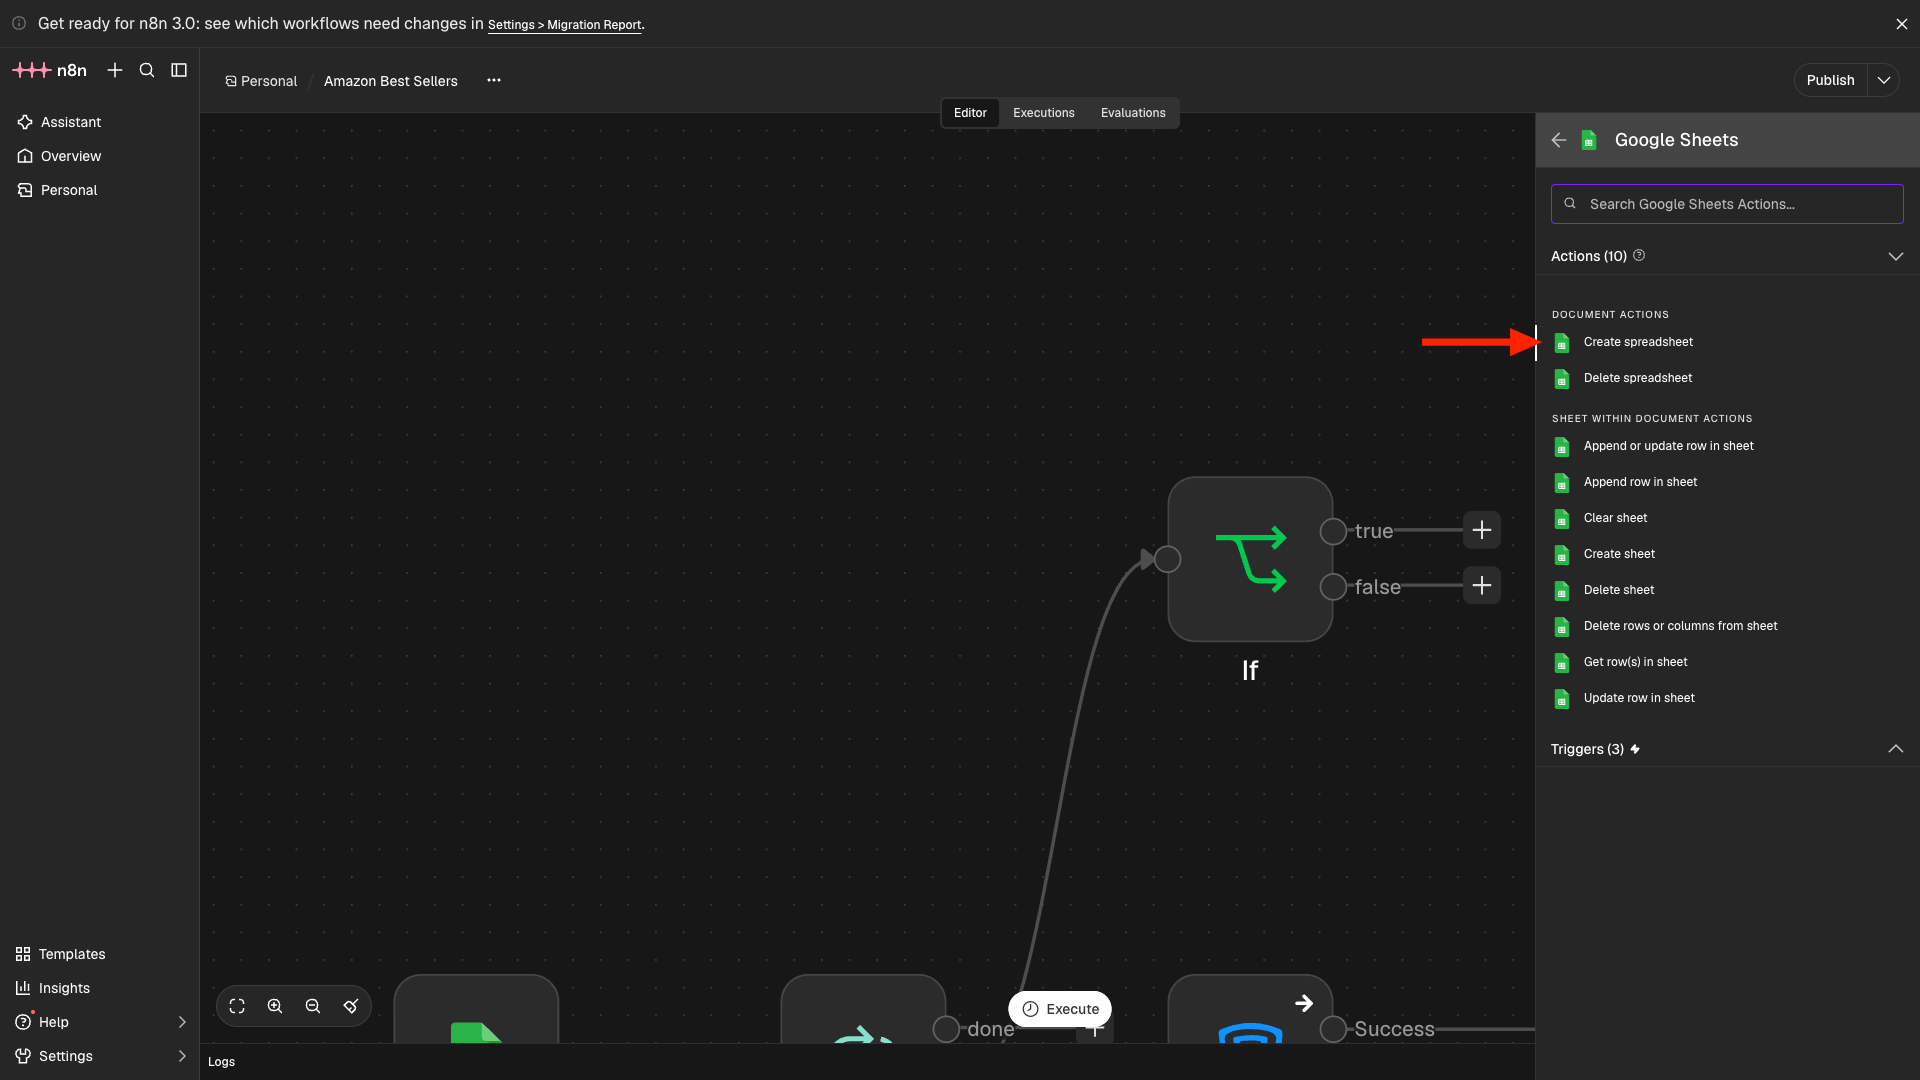 Get ready for n8n 3.0: see which workflows need changes in Settings > Migration Report.
n8n
Personal / Amazon Best Sellers
Publish
Editor
Executions
Evaluations
Assistant
Overview
Personal
Google Sheets
Search Google Sheets Actions...
Actions (10)
DOCUMENT ACTIONS
Create spreadsheet
Delete spreadsheet
SHEET WITHIN DOCUMENT ACTIONS
Append or update row in sheet
Append row in sheet
Clear sheet
Create sheet
Delete sheet
Delete rows or columns from sheet
Get row(s) in sheet
Update row in sheet
Triggers (3)
true
false
If
done
Execute
Success
Templates
Insights
Help
Settings
Logs